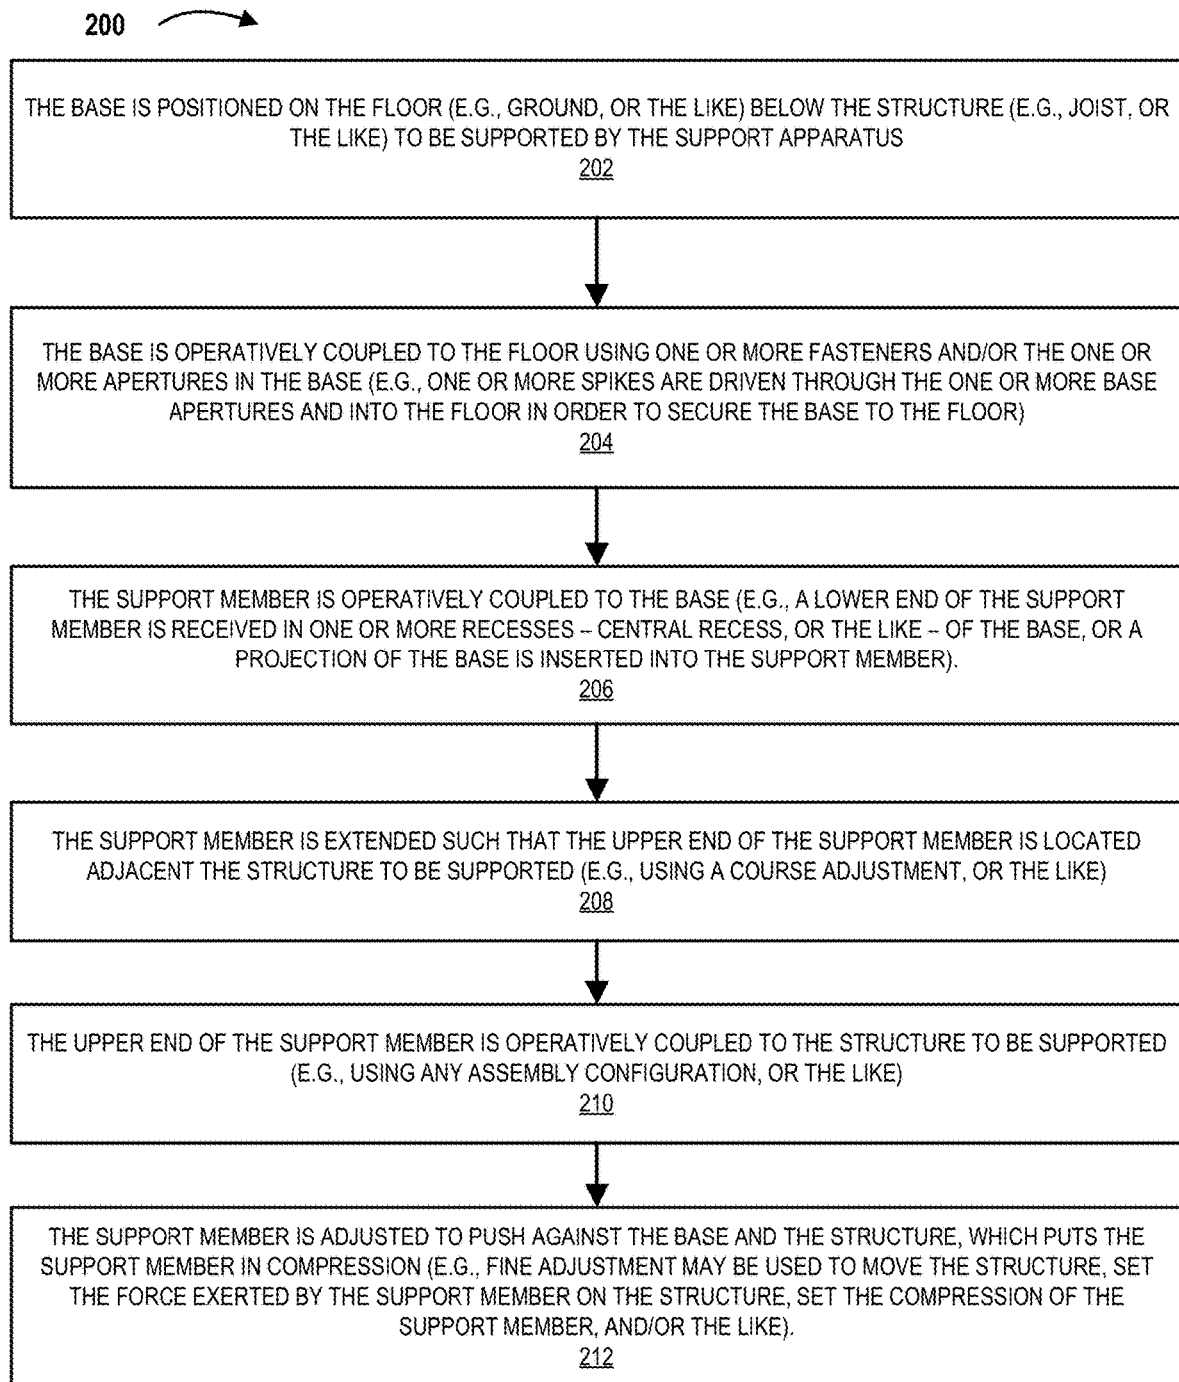 200
THE BASE IS POSITIONED ON THE FLOOR (E.G., GROUND, OR THE LIKE) BELOW THE STRUCTURE (E.G., JOIST, OR
THE LIKE) TO BE SUPPORTED BY THE SUPPORT APPARATUS
202
THE BASE IS OPERATIVELY COUPLED TO THE FLOOR USING ONE OR MORE FASTENERS AND/OR THE ONE OR
MORE APERTURES IN THE BASE (E.G., ONE OR MORE SPIKES ARE DRIVEN THROUGH THE ONE OR MORE BASE
APERTURES AND INTO THE FLOOR IN ORDER TO SECURE THE BASE TO THE FLOOR)
204
THE SUPPORT MEMBER IS OPERATIVELY COUPLED TO THE BASE (E.G., A LOWER END OF THE SUPPORT
MEMBER IS RECEIVED IN ONE OR MORE RECESSES – CENTRAL RECESS, OR THE LIKE – OF THE BASE, OR A
PROJECTION OF THE BASE IS INSERTED INTO THE SUPPORT MEMBER).
206
THE SUPPORT MEMBER IS EXTENDED SUCH THAT THE UPPER END OF THE SUPPORT MEMBER IS LOCATED
ADJACENT THE STRUCTURE TO BE SUPPORTED (E.G., USING A COURSE ADJUSTMENT, OR THE LIKE)
208
THE UPPER END OF THE SUPPORT MEMBER IS OPERATIVELY COUPLED TO THE STRUCTURE TO BE SUPPORTED
(E.G., USING ANY ASSEMBLY CONFIGURATION, OR THE LIKE)
210
THE SUPPORT MEMBER IS ADJUSTED TO PUSH AGAINST THE BASE AND THE STRUCTURE, WHICH PUTS THE
SUPPORT MEMBER IN COMPRESSION (E.G., FINE ADJUSTMENT MAY BE USED TO MOVE THE STRUCTURE, SET
THE FORCE EXERTED BY THE SUPPORT MEMBER ON THE STRUCTURE, SET THE COMPRESSION OF THE
SUPPORT MEMBER, AND/OR THE LIKE).
212